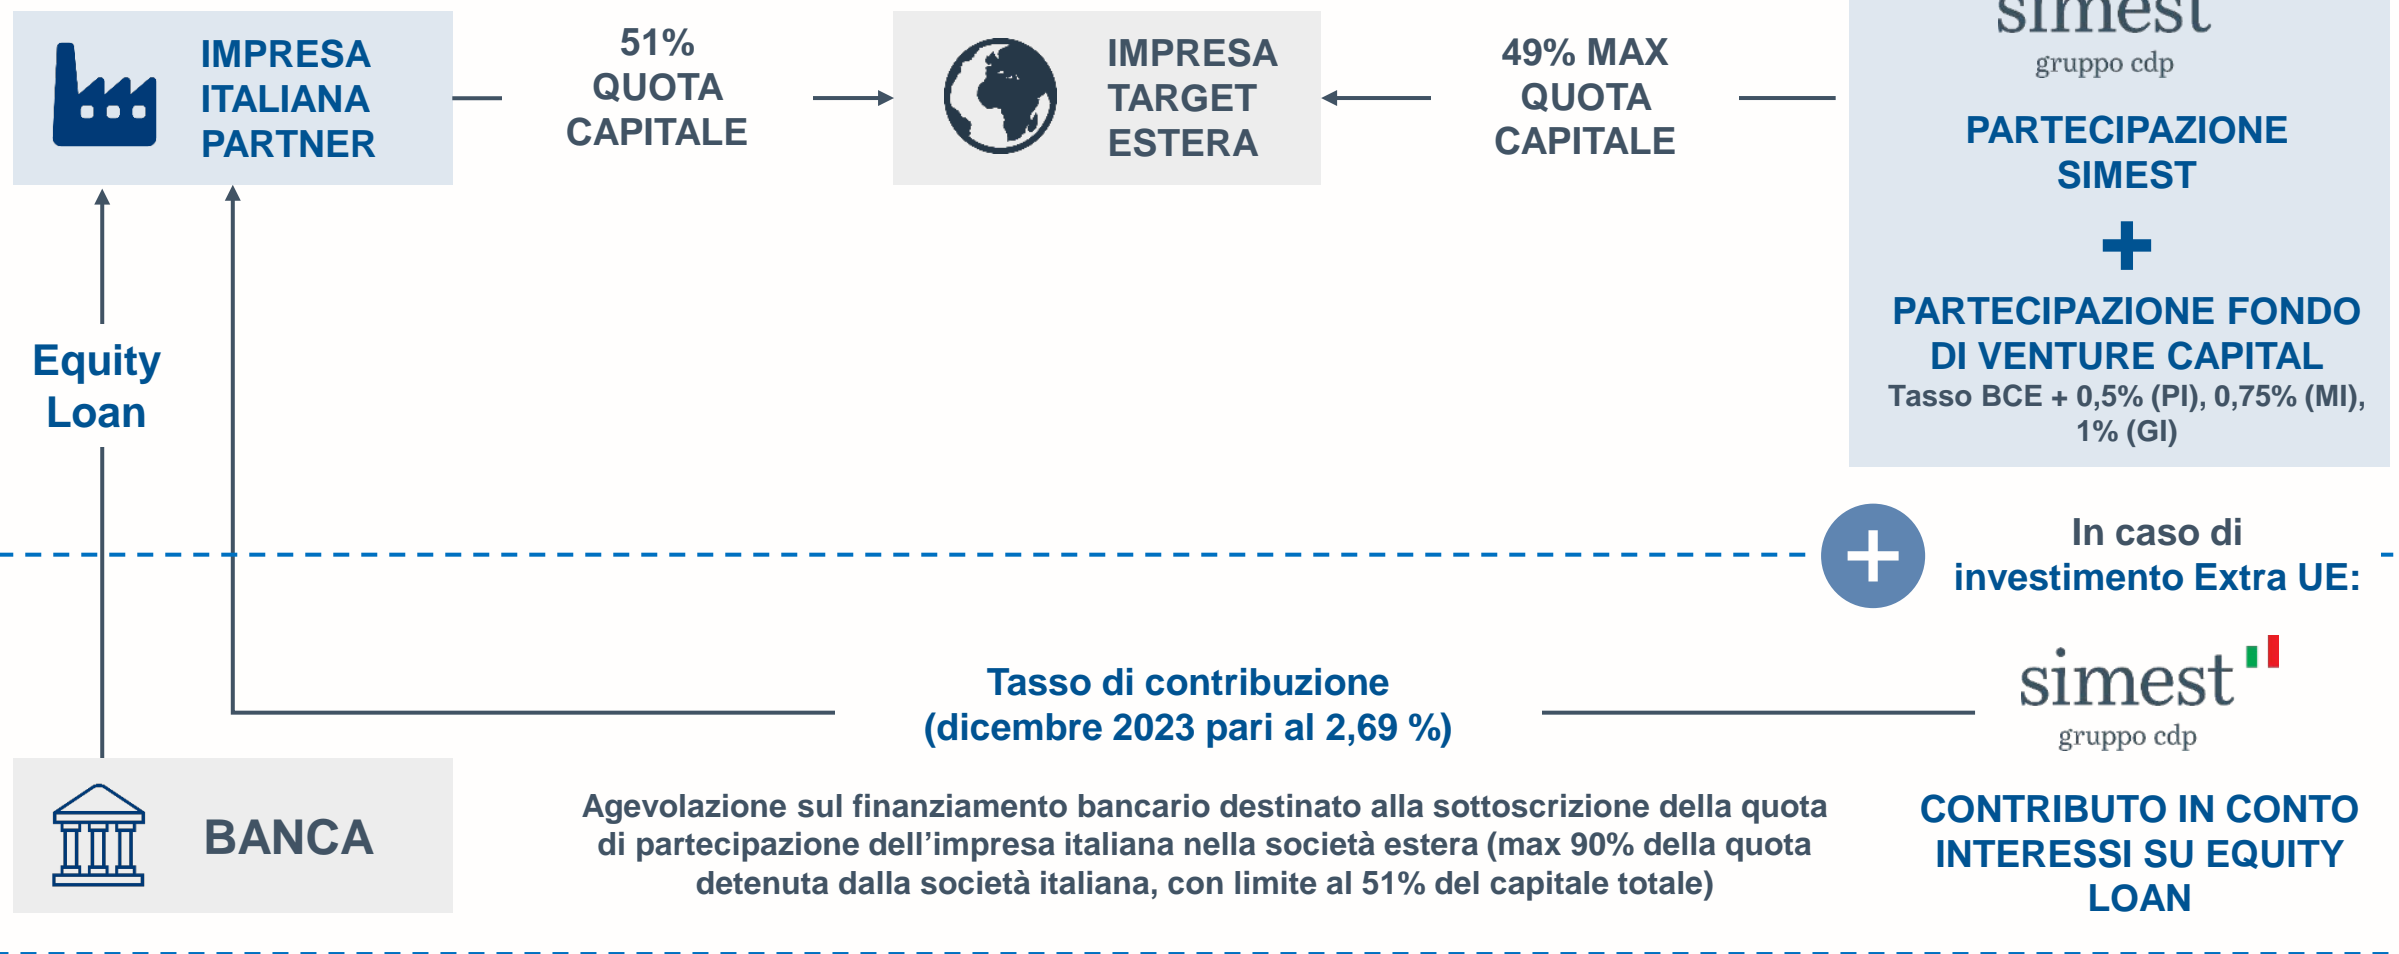 IMPRESA
ITALIANA
PARTNER
51%
QUOTA
CAPITALE
IMPRESA
TARGET
ESTERA
49% MAX
QUOTA
CAPITALE
simest
gruppo cdp
PARTECIPAZIONE
SIMEST
+
PARTECIPAZIONE FONDO
DI VENTURE CAPITAL
Tasso BCE + 0,5% (PI), 0,75% (MI),
1% (GI)
Equity
Loan
+
In caso di
investimento Extra UE:
Tasso di contribuzione
(dicembre 2023 pari al 2,69 %)
simest
gruppo cdp
BANCA
Agevolazione sul finanziamento bancario destinato alla sottoscrizione della quota
di partecipazione dell’impresa italiana nella società estera (max 90% della quota
detenuta dalla società italiana, con limite al 51% del capitale totale)
CONTRIBUTO IN CONTO
INTERESSI SU EQUITY
LOAN